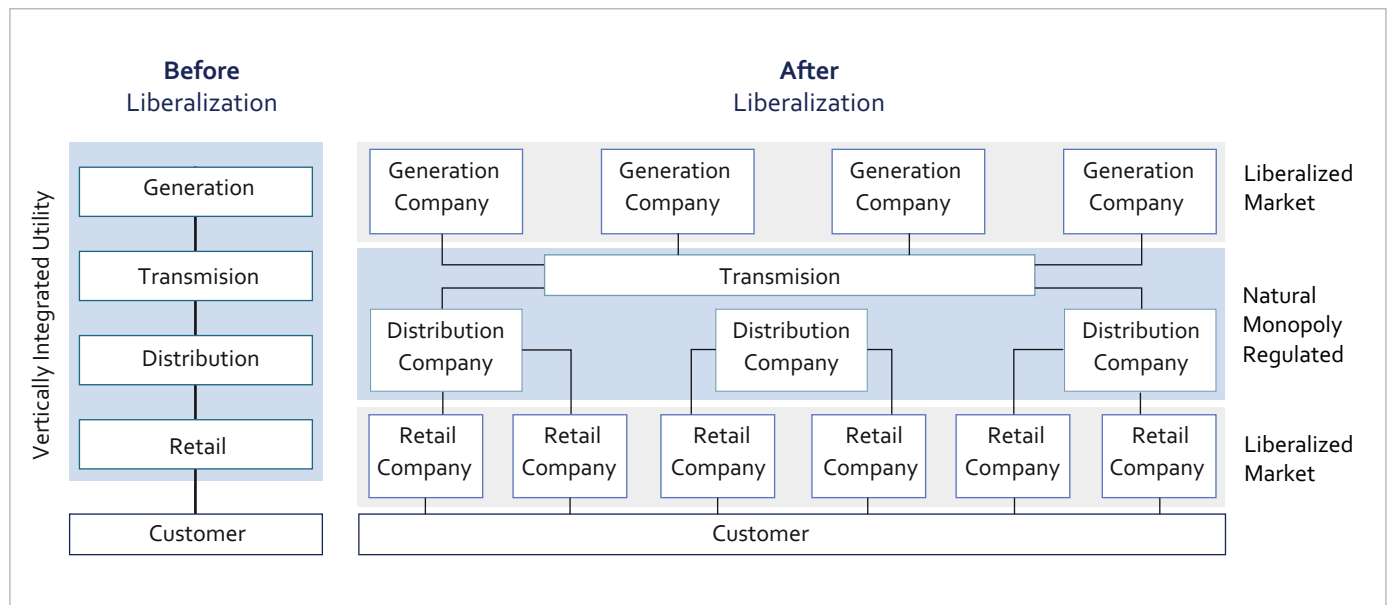 Before
Liberalization
After
Liberalization
Vertically Integrated Utility
Generation
Transmision
Distribution
Retail
Customer
Generation
Company
Generation
Company
Generation
Company
Generation
Company
Liberalized
Market
Transmision
Distribution
Company
Distribution
Company
Distribution
Company
Natural
Monopoly
Regulated
Retail
Company
Retail
Company
Retail
Company
Retail
Company
Retail
Company
Retail
Company
Liberalized
Market
Customer